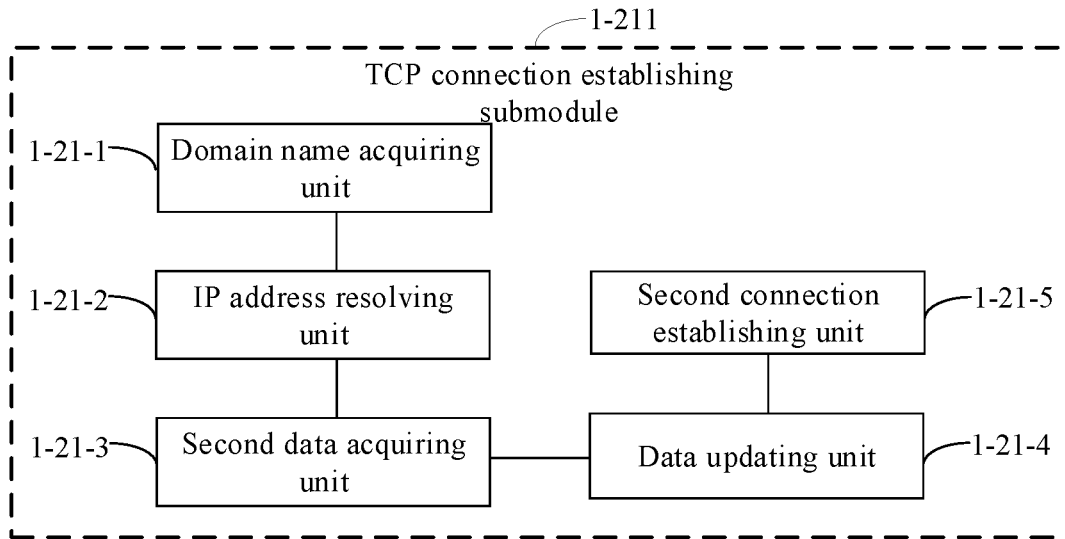 1-211
TCP connection establishing
submodule
1-21-1
Domain name acquiring
unit
1-21-2
IP address resolving
unit
Second connection
establishing unit
1-21-5
1-21-3
Second data acquiring
unit
Data updating unit
1-21-4